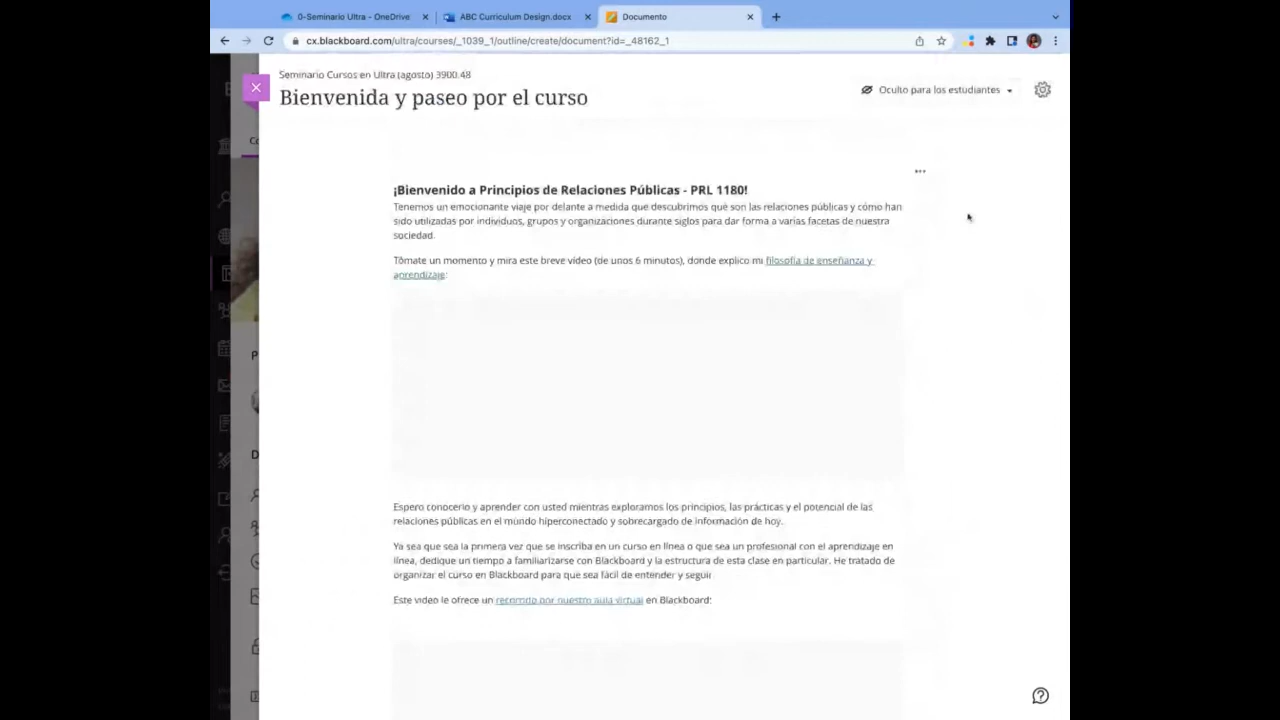 0-Seminario Ultra - OneDrive
ABC Curriculum Design.docx
Documento
cx.blackboard.com/ultra/courses/_1039_1/outline/create/document?id=_48162_1
Seminario Cursos en Ultra (agosto) 3900.48
Bienvenida y paseo por el curso
Oculto para los estudiantes
¡Bienvenido a Principios de Relaciones Públicas - PRL 1180!
Tenemos un emocionante viaje por delante a medida que descubrimos qué son las relaciones públicas y cómo han
sido utilizadas por individuos, grupos y organizaciones durante siglos para dar forma a varias facetas de nuestra
sociedad.
Tómate un momento y mira este breve vídeo (de unos 6 minutos), donde explico mi filosofía de enseñanza y
aprendizaje:
Espero conocerlo y aprender con usted mientras exploramos los principios, las prácticas y el potencial de las
relaciones públicas en el mundo hiperconectado y sobrecargado de información de hoy.
Ya sea que sea la primera vez que se inscriba en un curso en línea o que sea un profesional con el aprendizaje en
línea, dedique un tiempo a familiarizarse con Blackboard y la estructura de esta clase en particular. He tratado de
organizar el curso en Blackboard para que sea fácil de entender y seguir.
Este video le ofrece un recorrido por nuestro aula virtual en Blackboard: